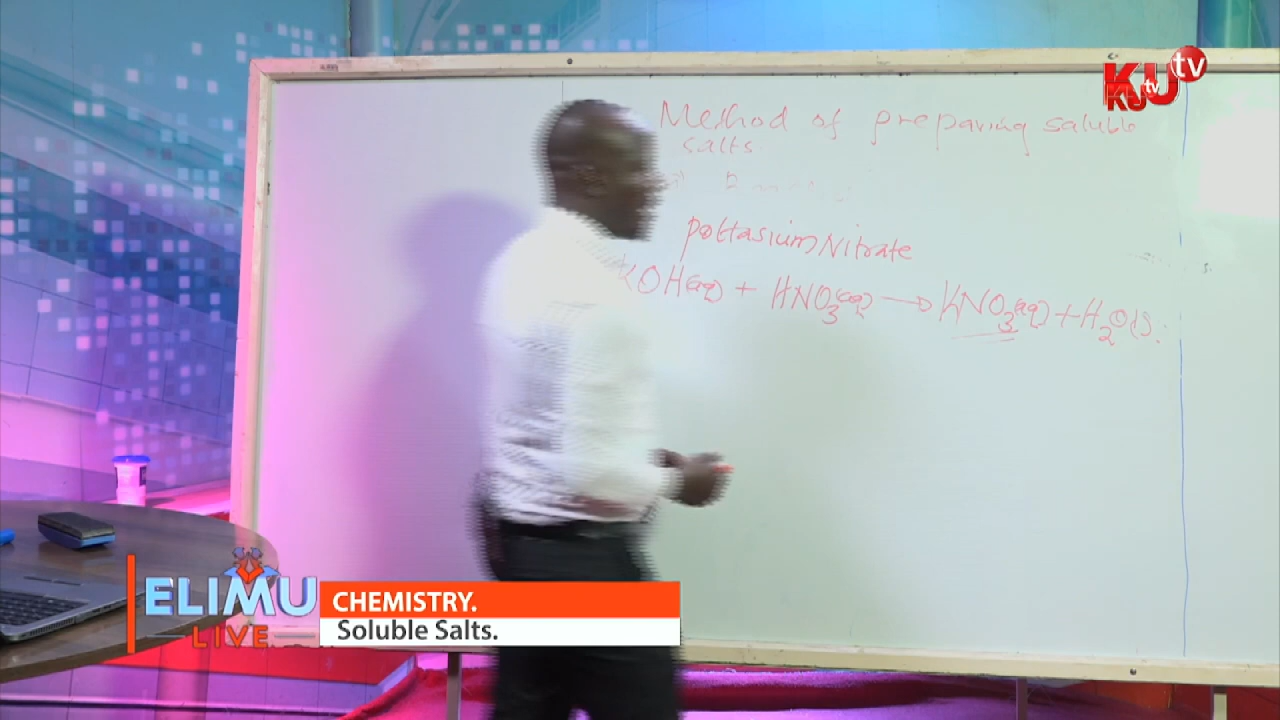 KU tv
Method of preparing soluble
salts.
pottasium Nitrate
KOH(aq) + HNO3(aq) → KNO3(aq) + H2O(l).
ELIMU
LIVE
CHEMISTRY.
Soluble Salts.